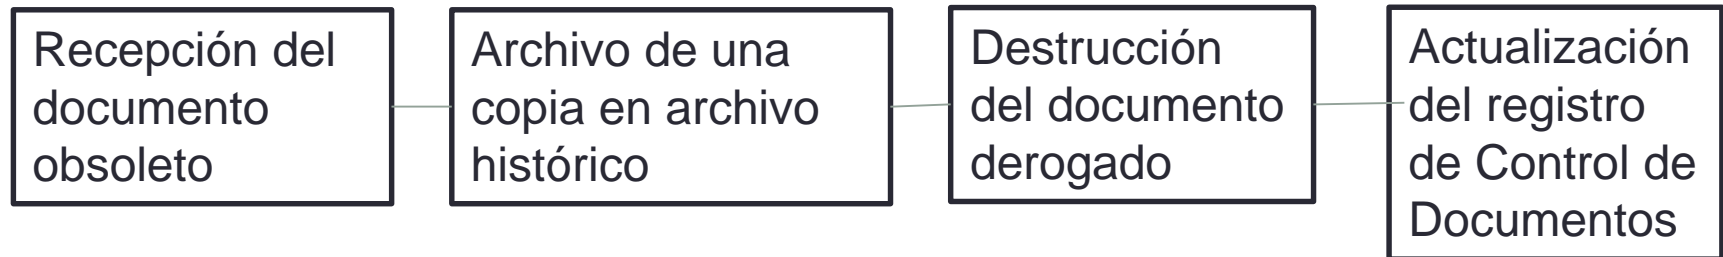 Recepción del
documento
obsoleto
Archivo de una
copia en archivo
histórico
Destrucción
del documento
derogado
Actualización
del registro
de Control de
Documentos